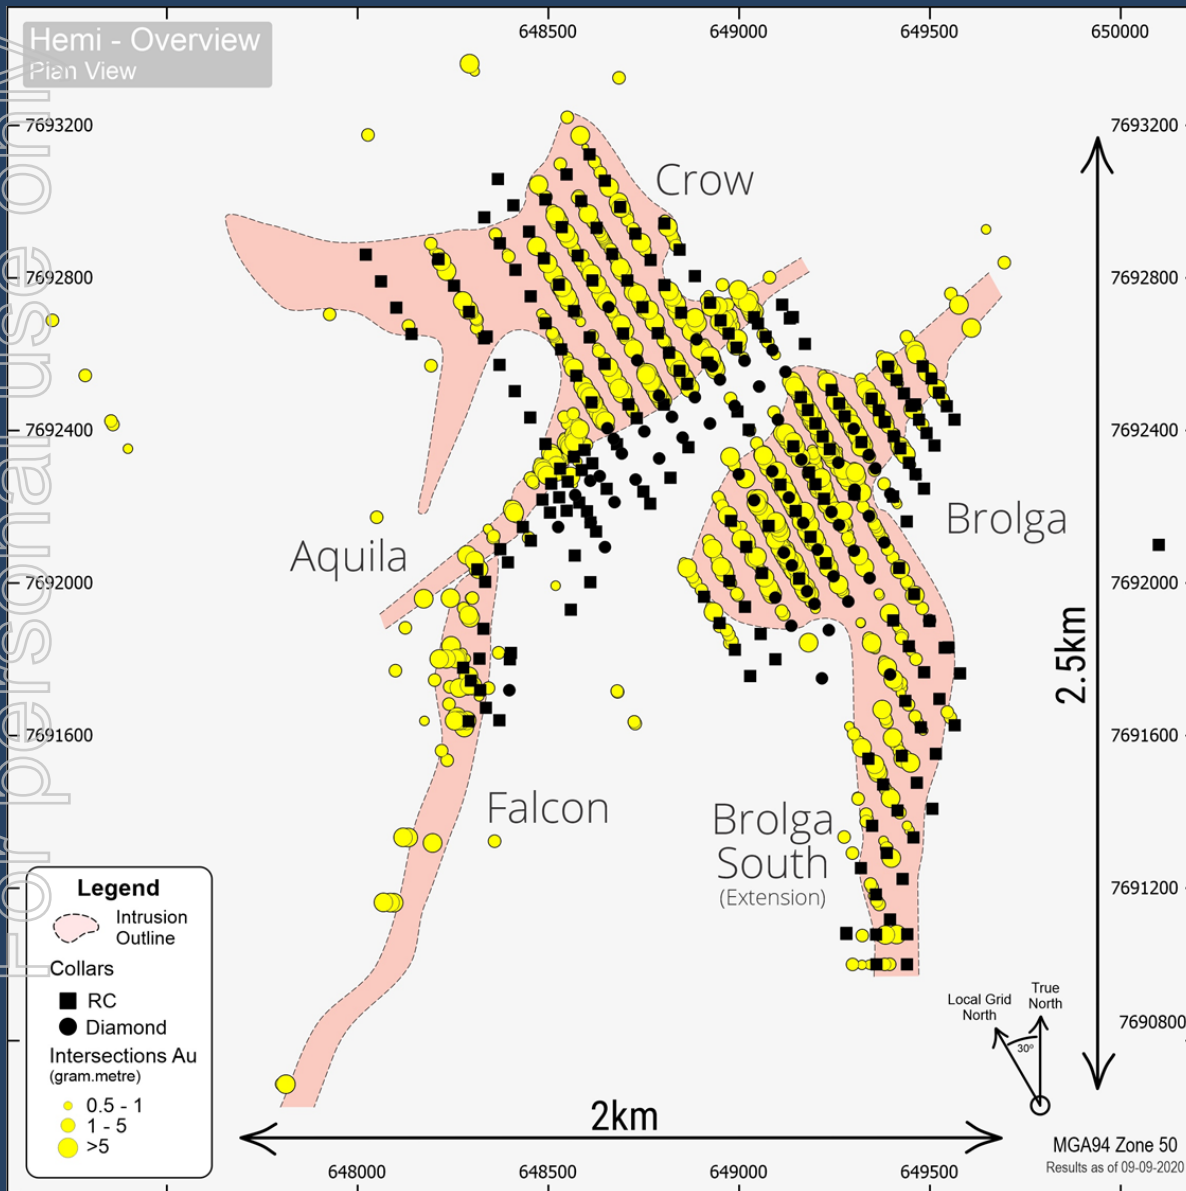 Hemi - Overview
Plan View
For personal use only
648500
649000
649500
650000
7693200
7693200
Crow
7692800
7692800
7692400
7692400
Brolga
Aquila
7692000
7692000
2.5km
7691600
7691600
Falcon
Brolga
South
(Extension)
7691200
7691200
Legend
Intrusion
Outline
Collars
RC
Diamond
Intersections Au
(gram.metre)
0.5 - 1
1 - 5
>5
Local Grid
North
True
North
30°
7690800
2km
MGA94 Zone 50
Results as of 09-09-2020
648000
648500
649000
649500